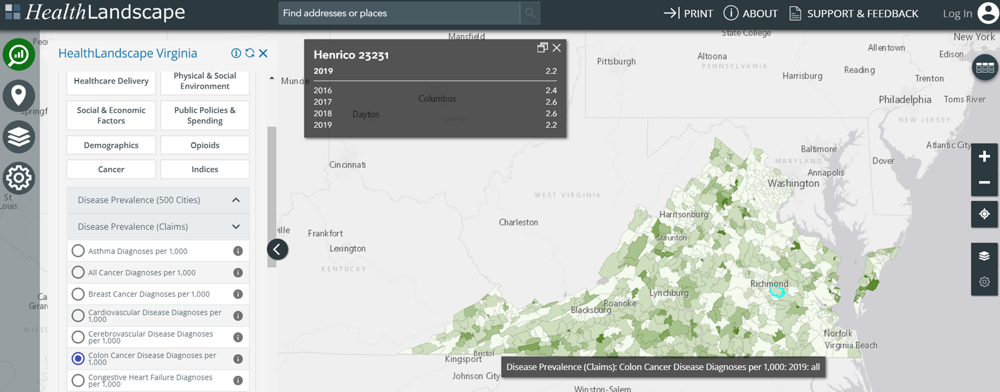 HealthLandscape
Find addresses or places
PRINT
ABOUT
SUPPORT & FEEDBACK
Log In
HealthLandscape Virginia
Healthcare Delivery
Physical & Social
Environment
Social & Economic
Factors
Public Policies &
Spending
Demographics
Opioids
Cancer
Indices
Disease Prevalence (500 Cities)
Disease Prevalence (Claims)
Asthma Diagnoses per 1,000
All Cancer Diagnoses per 1,000
Breast Cancer Diagnoses per 1,000
Cardiovascular Disease Diagnoses per
1,000
Cerebrovascular Disease Diagnoses
per 1,000
Colon Cancer Disease Diagnoses per
1,000
Congestive Heart Failure Diagnoses
per 1,000
Henrico 23231
2019 2.2
2016 2.4
2017 2.6
2018 2.6
2019 2.2
Mansfield
State College
New York
Pittsburgh
Altoona
PENNSYLVANIA
Allentown
Edison
Harrisburg
Reading
Trenton
Muncie
Columbus
Philadelphia
Toms River
Dayton
OHIO
NEW JERSEY
Springf
Peo
Atlantic City
Baltimore
MARYLAND
Dover
Cincinnati
Annapolis
Washington
WEST VIRGINIA
St
Louis
Harrisonburg
Charleston
ville
Frankfort
Staunton
Lexington
KENTUCKY
Richmond
Lynchburg
Ca
Girard
Roanoke
Blacksburg
MISSO
Norfolk
Virginia Beach
Bristol
Kingsport
Disease Prevalence (Claims): Colon Cancer Disease Diagnoses per 1,000: 2019: all
Johnson City
Winston-Salem